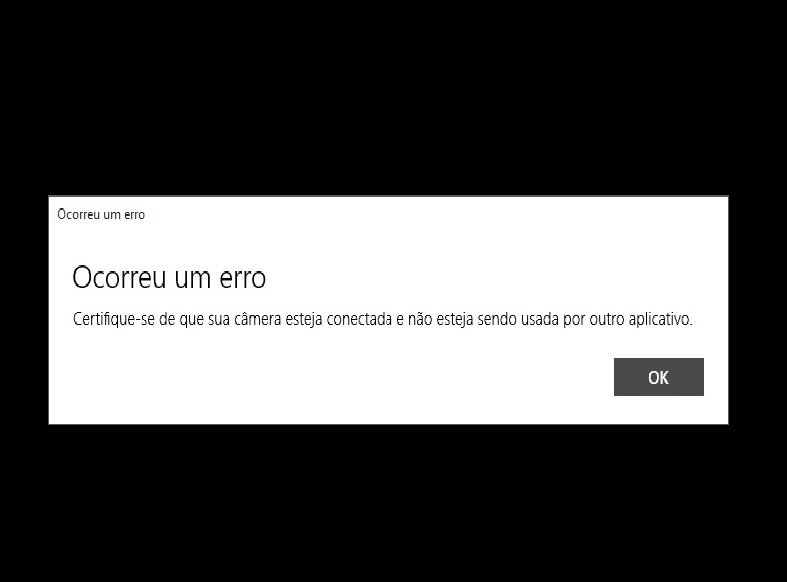 Ocorreu um erro
Ocorreu um erro
Certifique-se de que sua câmera esteja conectada e não esteja sendo usada por outro aplicativo.
OK